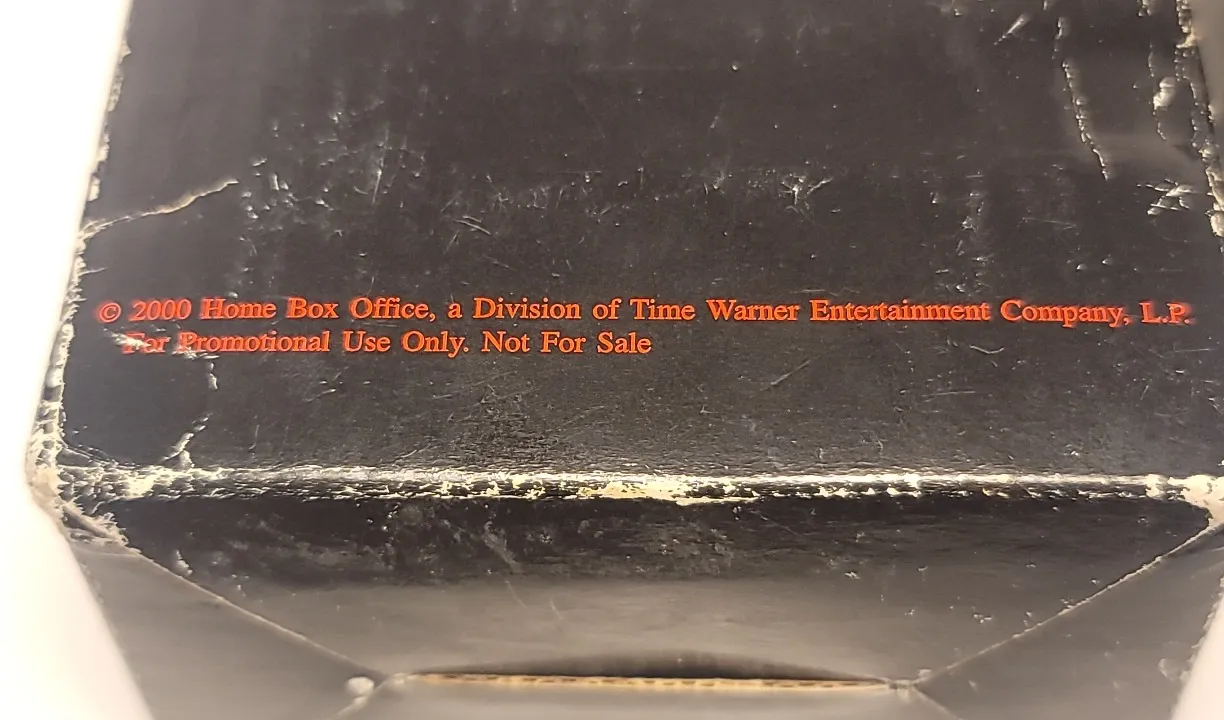 © 2000 Home Box Office, a Division of Time Warner Entertainment Company, L.P.
For Promotional Use Only. Not For Sale